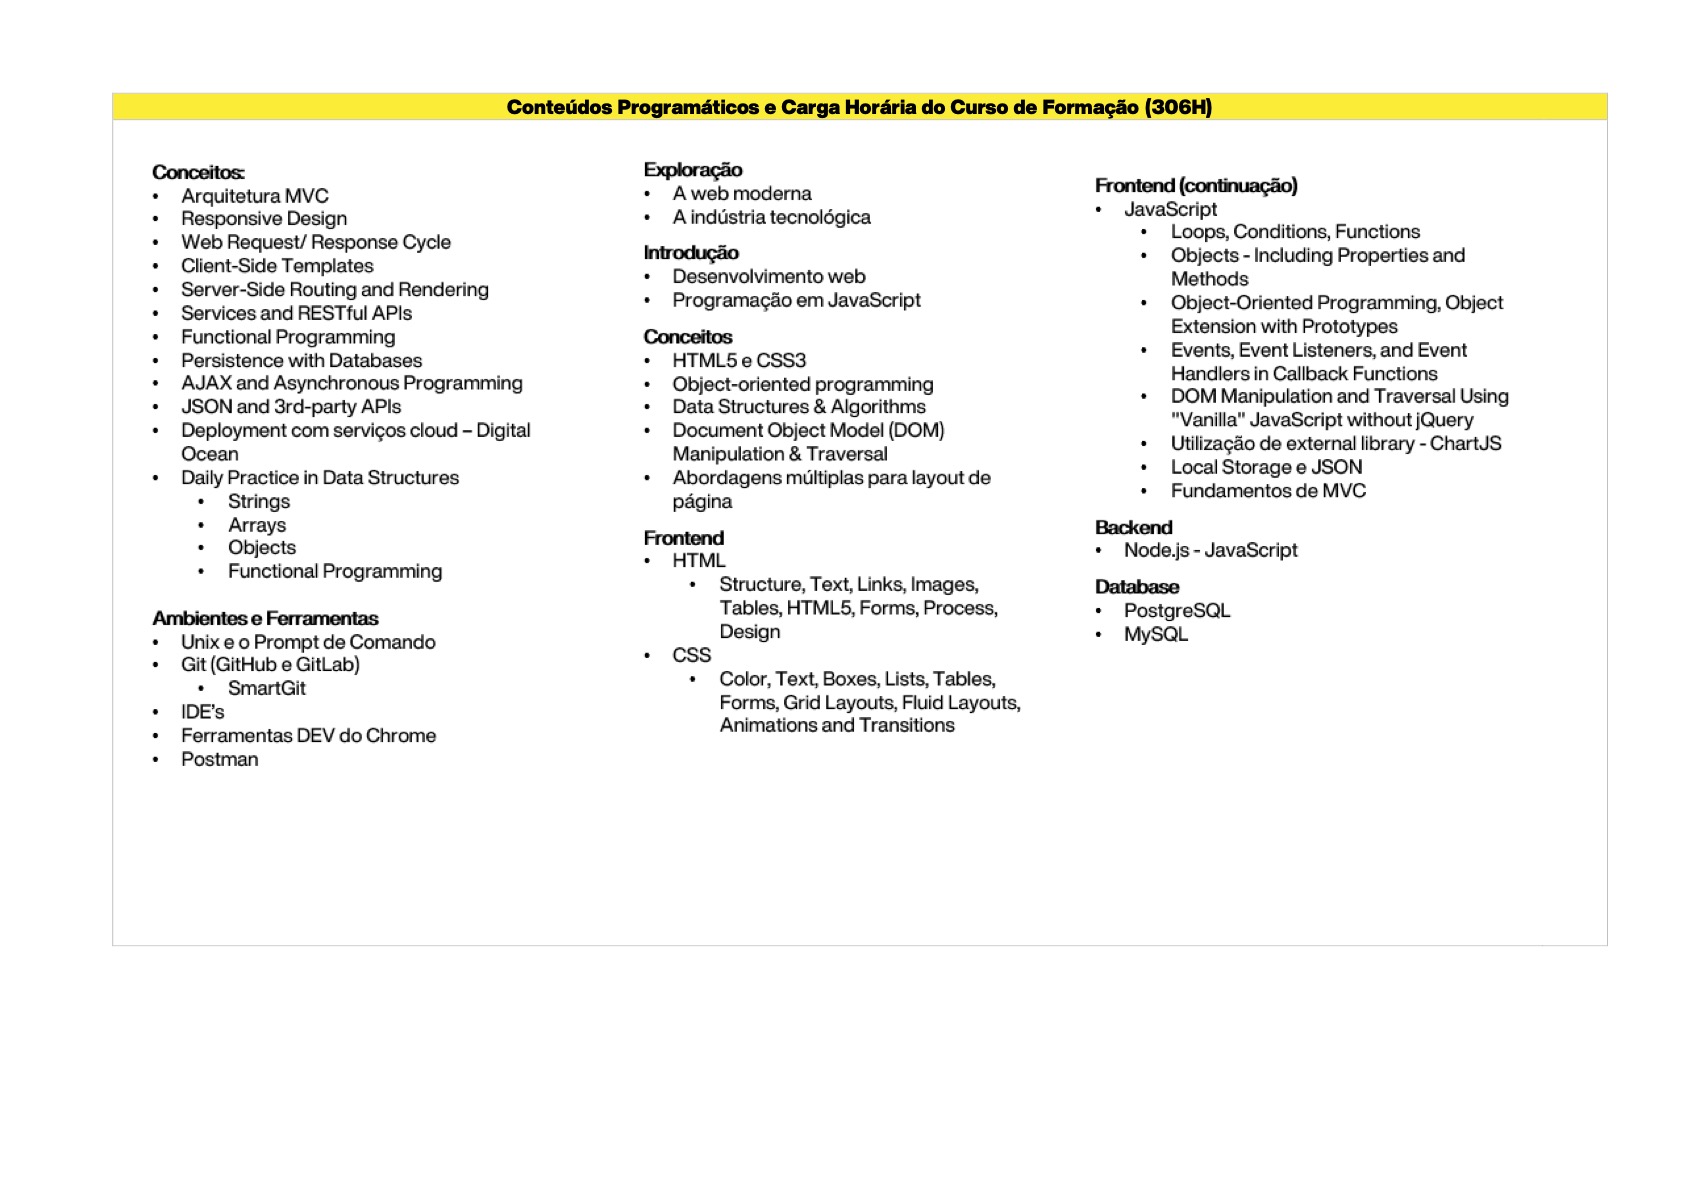 Conteúdos Programáticos e Carga Horária do Curso de Formação (306H)
Conceitos:
• Arquitetura MVC
• Responsive Design
• Web Request/ Response Cycle
• Client-Side Templates
• Server-Side Routing and Rendering
• Services and RESTful APIs
• Functional Programming
• Persistence with Databases
• AJAX and Asynchronous Programming
• JSON and 3rd-party APIs
• Deployment com serviços cloud – Digital
Ocean
• Daily Practice in Data Structures
• Strings
• Arrays
• Objects
• Functional Programming
Ambientes e Ferramentas
• Unix e o Prompt de Comando
• Git (GitHub e GitLab)
• SmartGit
• IDE's
• Ferramentas DEV do Chrome
• Postman
Exploração
• A web moderna
• A indústria tecnológica
Introdução
• Desenvolvimento web
• Programação em JavaScript
Conceitos
• HTML5 e CSS3
• Object-oriented programming
• Data Structures & Algorithms
• Document Object Model (DOM)
Manipulation & Traversal
• Abordagens múltiplas para layout de
página
Frontend
• HTML
• Structure, Text, Links, Images,
Tables, HTML5, Forms, Process,
Design
• CSS
• Color, Text, Boxes, Lists, Tables,
Forms, Grid Layouts, Fluid Layouts,
Animations and Transitions
Frontend (continuação)
• JavaScript
• Loops, Conditions, Functions
• Objects - Including Properties and
Methods
• Object-Oriented Programming, Object
Extension with Prototypes
• Events, Event Listeners, and Event
Handlers in Callback Functions
• DOM Manipulation and Traversal Using
"Vanilla" JavaScript without jQuery
• Utilização de external library - ChartJS
• Local Storage e JSON
• Fundamentos de MVC
Backend
• Node.js - JavaScript
Database
• PostgreSQL
• MySQL